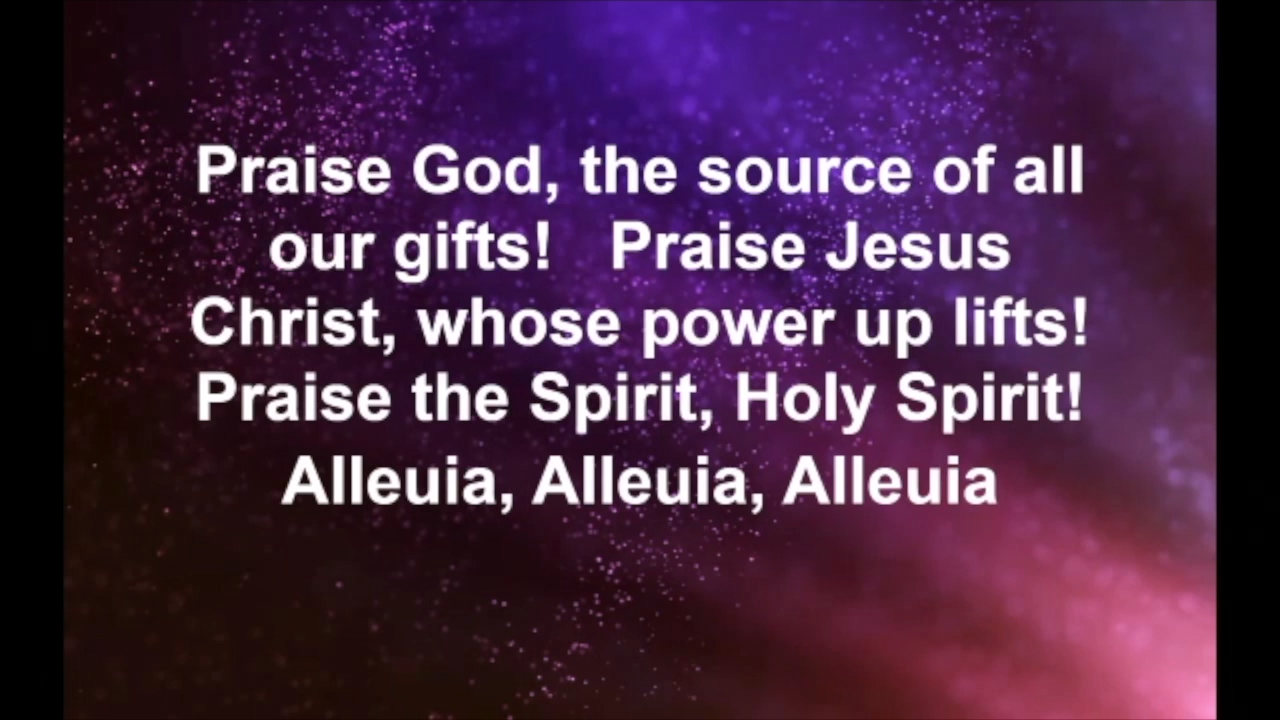 Praise God, the source of all
our gifts!   Praise Jesus
Christ, whose power up lifts!
Praise the Spirit, Holy Spirit!
Alleuia, Alleuia, Alleuia